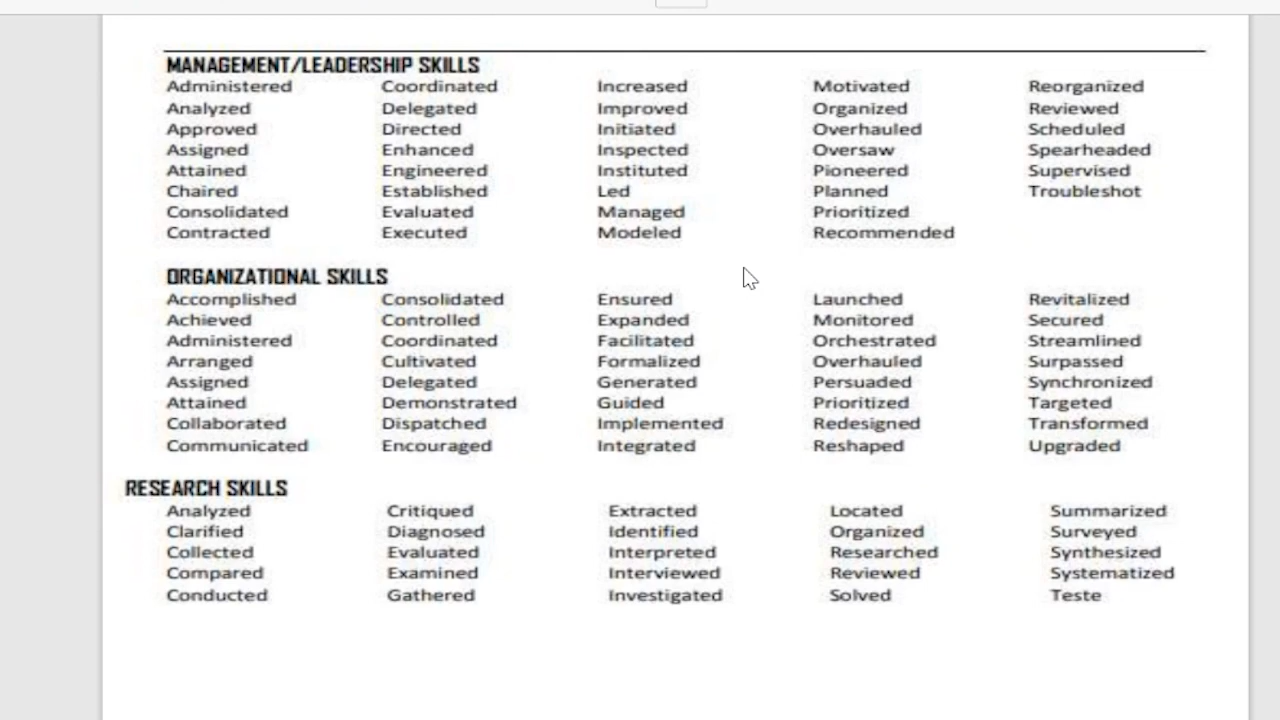 MANAGEMENT/LEADERSHIP SKILLS
Administered Coordinated Increased Motivated Reorganized
Analyzed Delegated Improved Organized Reviewed
Approved Directed Initiated Overhauled Scheduled
Assigned Enhanced Inspected Oversaw Spearheaded
Attained Engineered Instituted Pioneered Supervised
Chaired Established Led Planned Troubleshot
Consolidated Evaluated Managed Prioritized
Contracted Executed Modeled Recommended
ORGANIZATIONAL SKILLS
Accomplished Consolidated Ensured Launched Revitalized
Achieved Controlled Expanded Monitored Secured
Administered Coordinated Facilitated Orchestrated Streamlined
Arranged Cultivated Formalized Overhauled Surpassed
Assigned Delegated Generated Persuaded Synchronized
Attained Demonstrated Guided Prioritized Targeted
Collaborated Dispatched Implemented Redesigned Transformed
Communicated Encouraged Integrated Reshaped Upgraded
RESEARCH SKILLS
Analyzed Critiqued Extracted Located Summarized
Clarified Diagnosed Identified Organized Surveyed
Collected Evaluated Interpreted Researched Synthesized
Compared Examined Interviewed Reviewed Systematized
Conducted Gathered Investigated Solved Teste